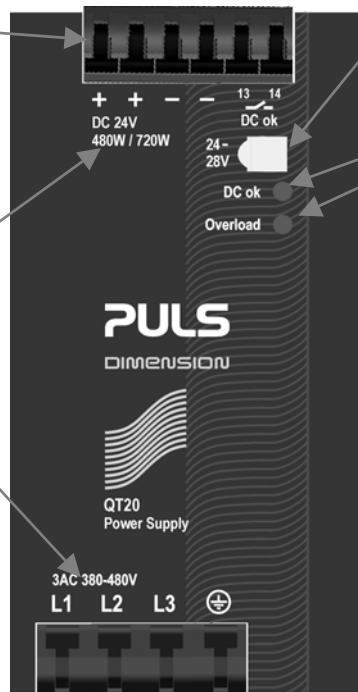 + + − −
13 14
DC ok
DC 24V
480W / 720W
24 –
28V
DC ok
Overload
PULS
DIMENSION
QT20
Power Supply
3AC 380-480V
L1 L2 L3